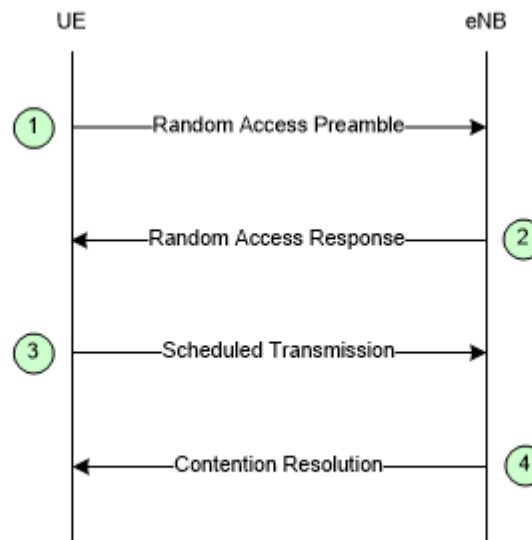 UE eNB
1 Random Access Preamble
Random Access Response 2
3 Scheduled Transmission
Contention Resolution 4